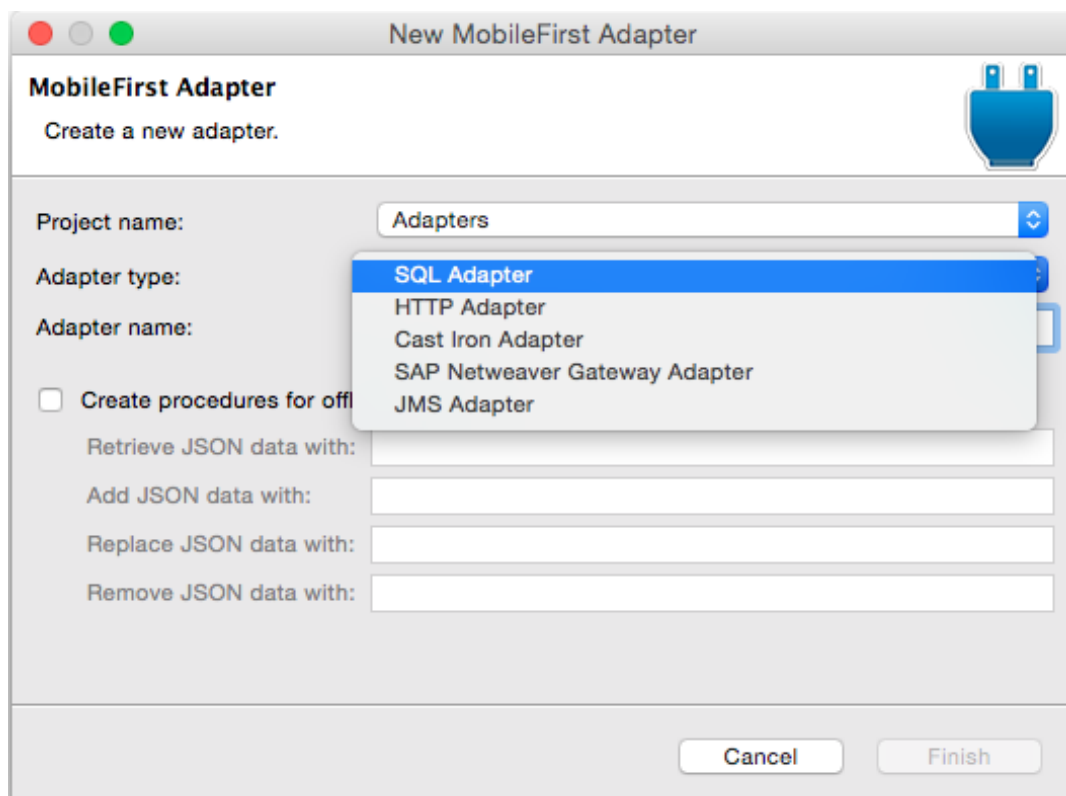 New MobileFirst Adapter
MobileFirst Adapter
Create a new adapter.
Project name: Adapters
Adapter type: SQL Adapter
HTTP Adapter
Adapter name: Cast Iron Adapter
SAP Netweaver Gateway Adapter
Create procedures for JMS Adapter
Retrieve JSON data with:
Add JSON data with:
Replace JSON data with:
Remove JSON data with:
Cancel Finish